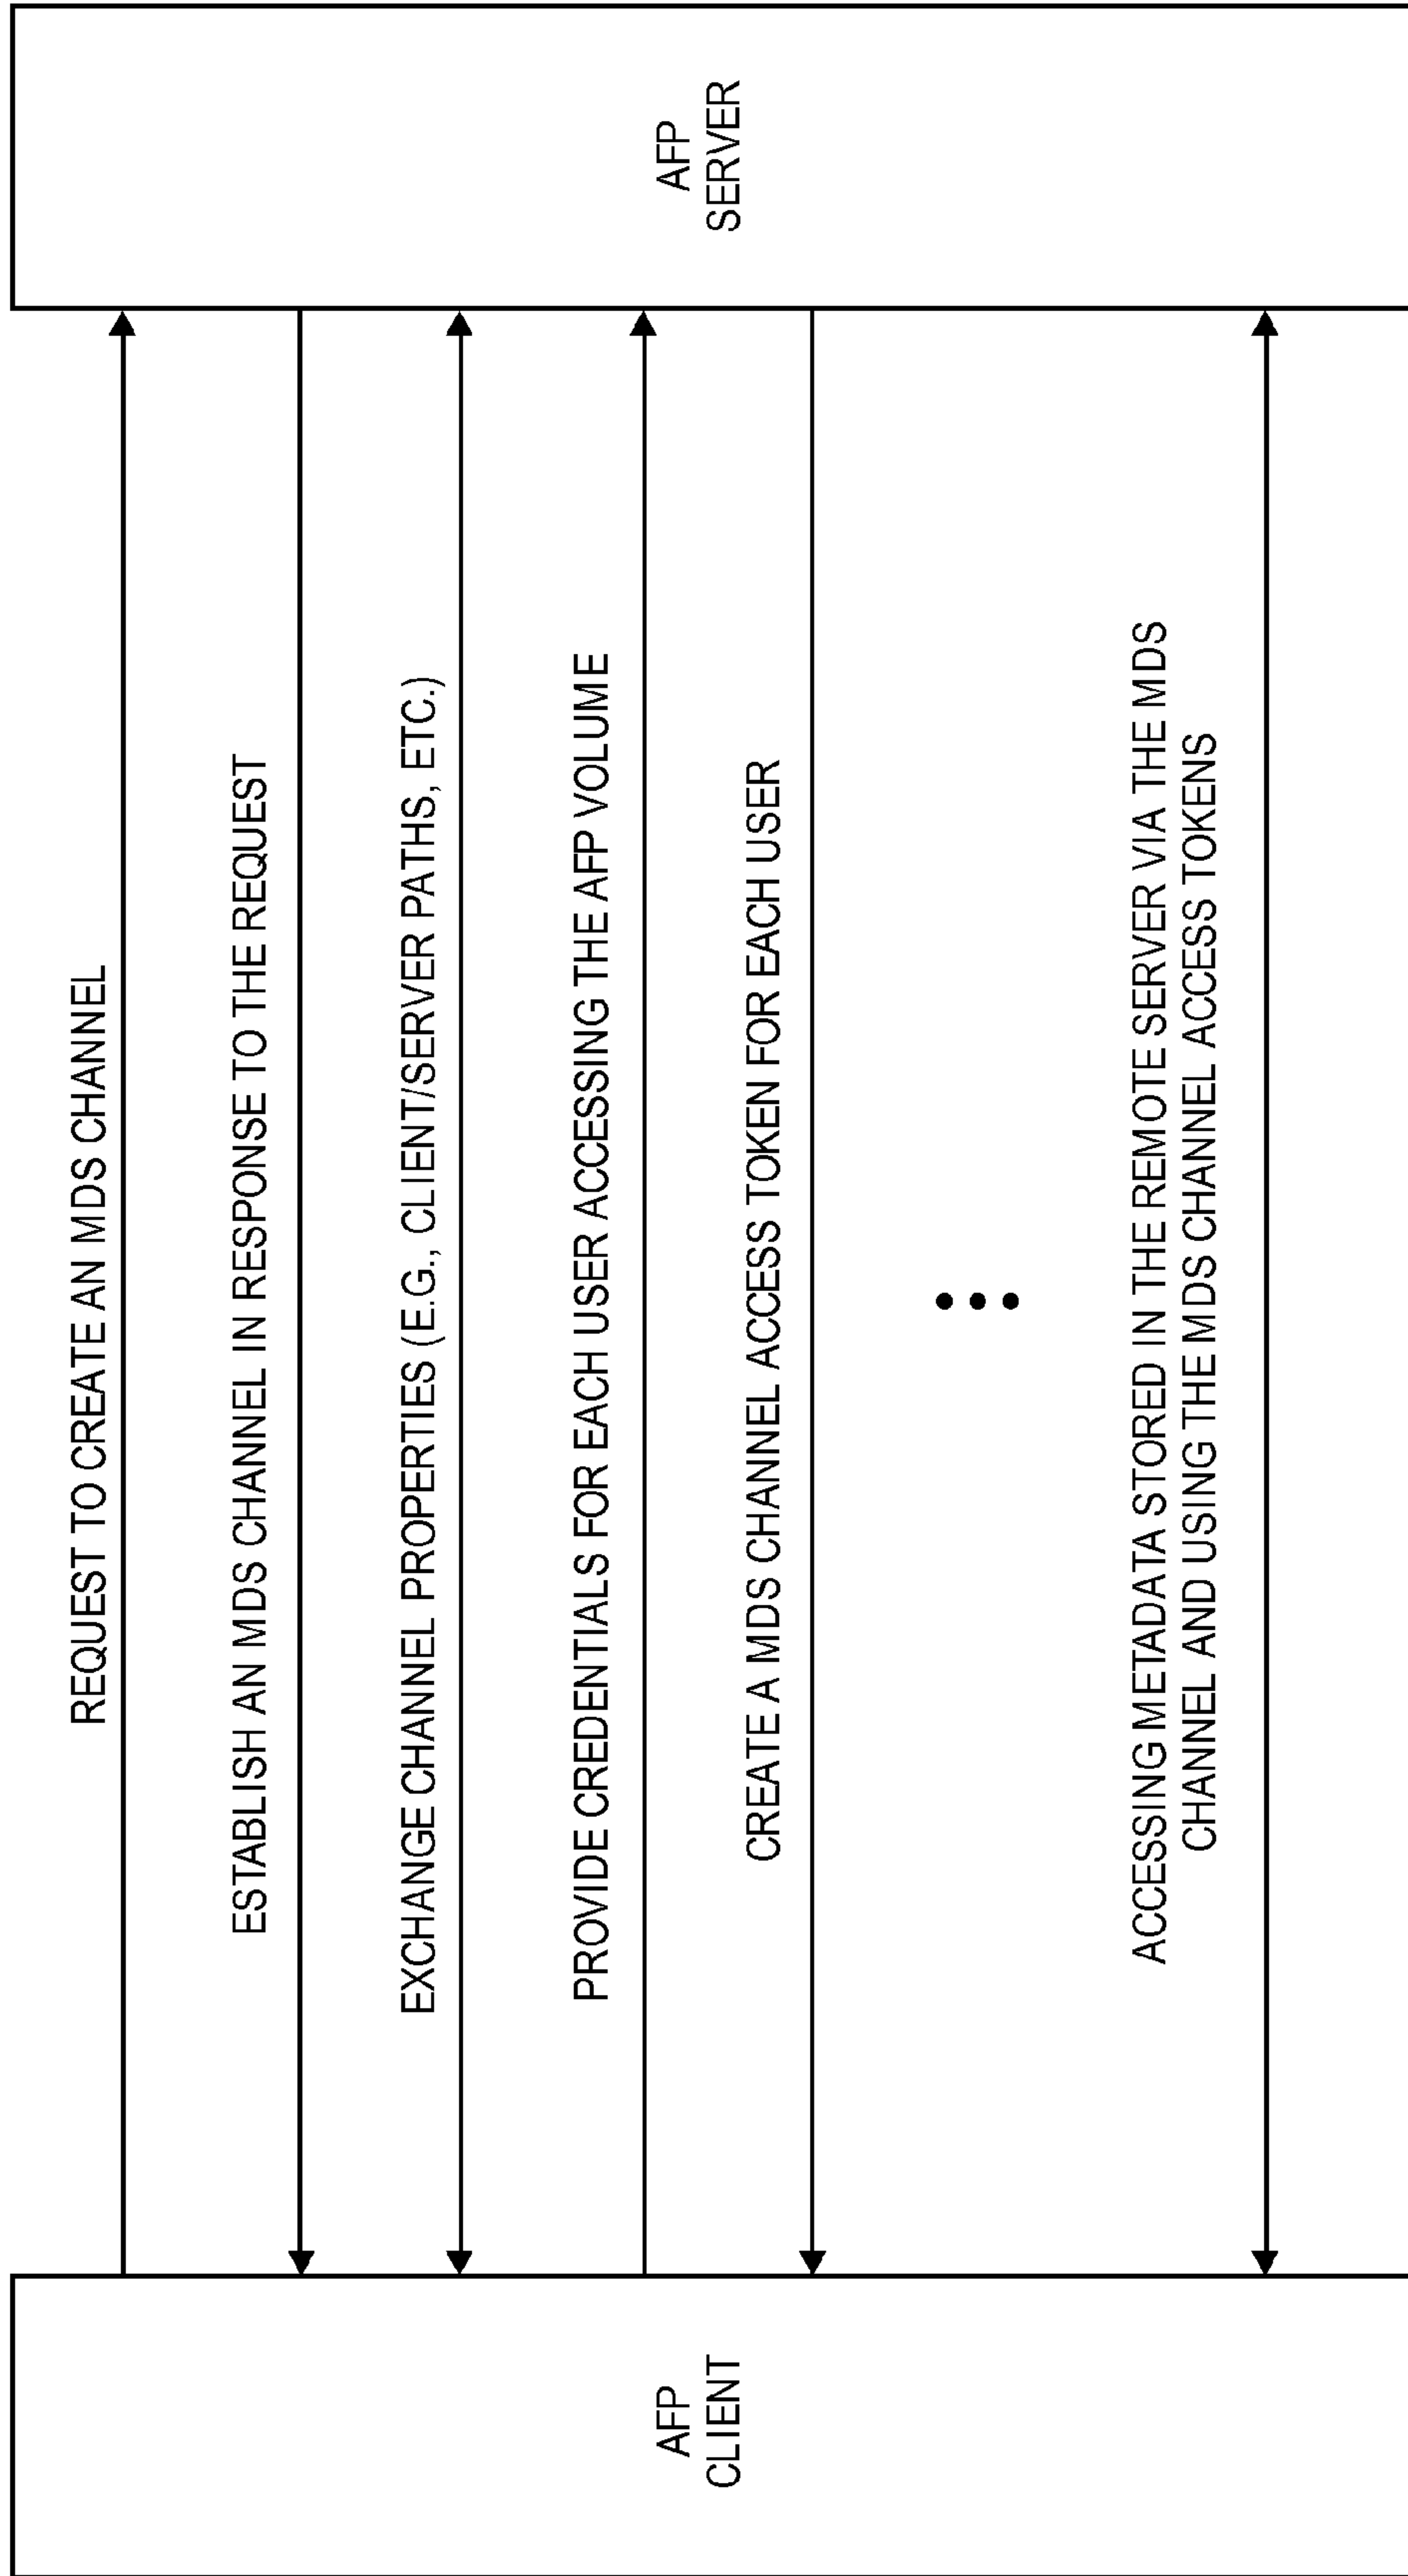 AFP
CLIENT
REQUEST TO CREATE AN MDS CHANNEL
ESTABLISH AN MDS CHANNEL IN RESPONSE TO THE REQUEST
EXCHANGE CHANNEL PROPERTIES (E.G., CLIENT/SERVER PATHS, ETC.)
PROVIDE CREDENTIALS FOR EACH USER ACCESSING THE AFP VOLUME
CREATE A MDS CHANNEL ACCESS TOKEN FOR EACH USER
ACCESSING METADATA STORED IN THE REMOTE SERVER VIA THE MDS
CHANNEL AND USING THE MDS CHANNEL ACCESS TOKENS
AFP
SERVER